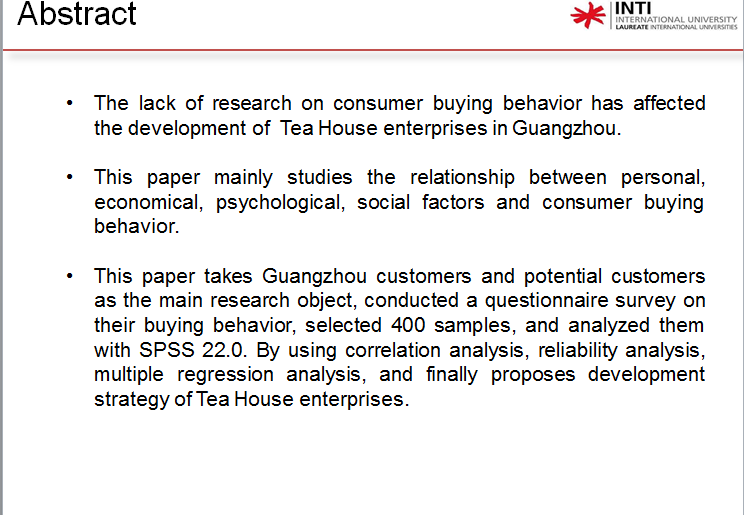 Abstract
INTI
INTERNATIONAL UNIVERSITY
LAUREATE INTERNATIONAL UNIVERSITIES
• The lack of research on consumer buying behavior has affected
the development of Tea House enterprises in Guangzhou.
• This paper mainly studies the relationship between personal,
economical, psychological, social factors and consumer buying
behavior.
• This paper takes Guangzhou customers and potential customers
as the main research object, conducted a questionnaire survey on
their buying behavior, selected 400 samples, and analyzed them
with SPSS 22.0. By using correlation analysis, reliability analysis,
multiple regression analysis, and finally proposes development
strategy of Tea House enterprises.